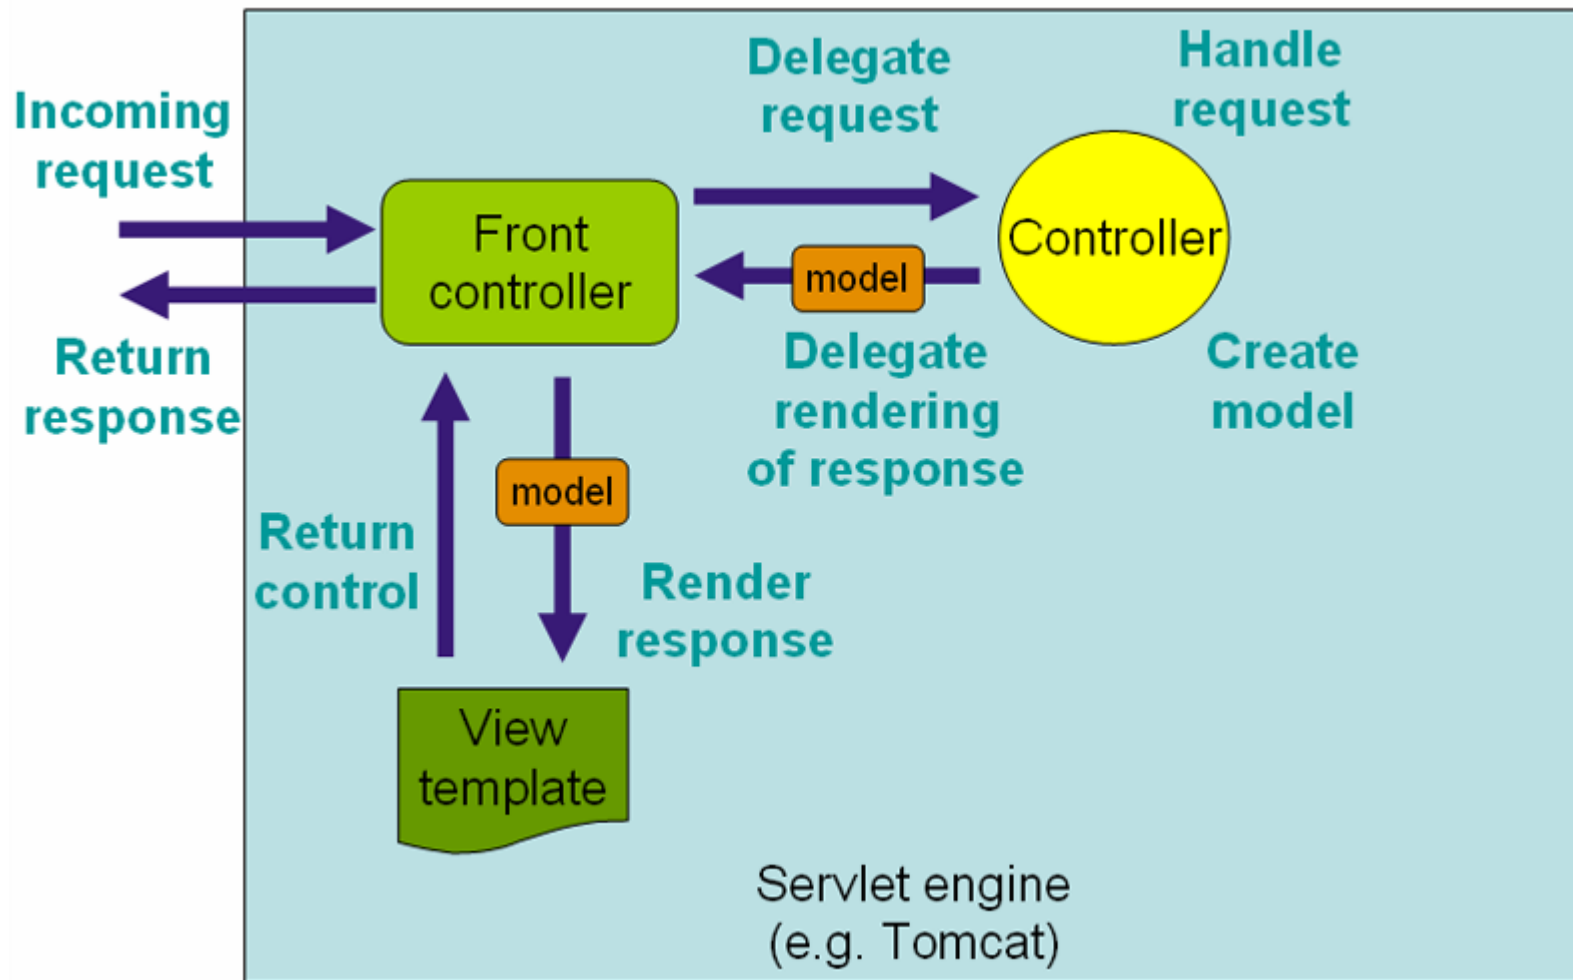 Incoming
request
Delegate
request
Handle
request
Front
controller
Controller
model
Return
response
Delegate
rendering
of response
Create
model
model
Return
control
Render
response
View
template
Servlet engine
(e.g. Tomcat)